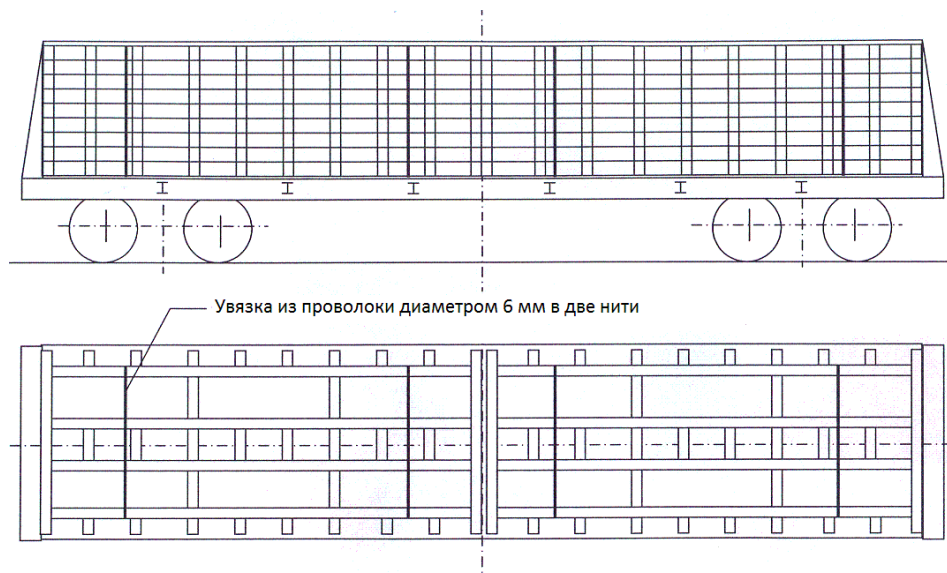 Увязка из проволоки диаметром 6 мм в две нити